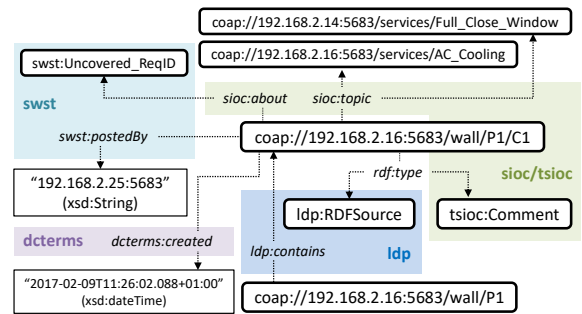 coap://192.168.2.14:5683/services/Full_Close_Window
coap://192.168.2.16:5683/services/AC_Cooling
swst:Uncovered_ReqID
sioc:about
sioc:topic
swst
swst:postedBy
coap://192.168.2.16:5683/wall/P1/C1
rdf:type
sioc/tsioc
“192.168.2.25:5683”
(xsd:String)
ldp:RDFSource
tsioc:Comment
dcterms
dcterms:created
ldp:contains
ldp
“2017-02-09T11:26:02.088+01:00”
(xsd:dateTime)
coap://192.168.2.16:5683/wall/P1